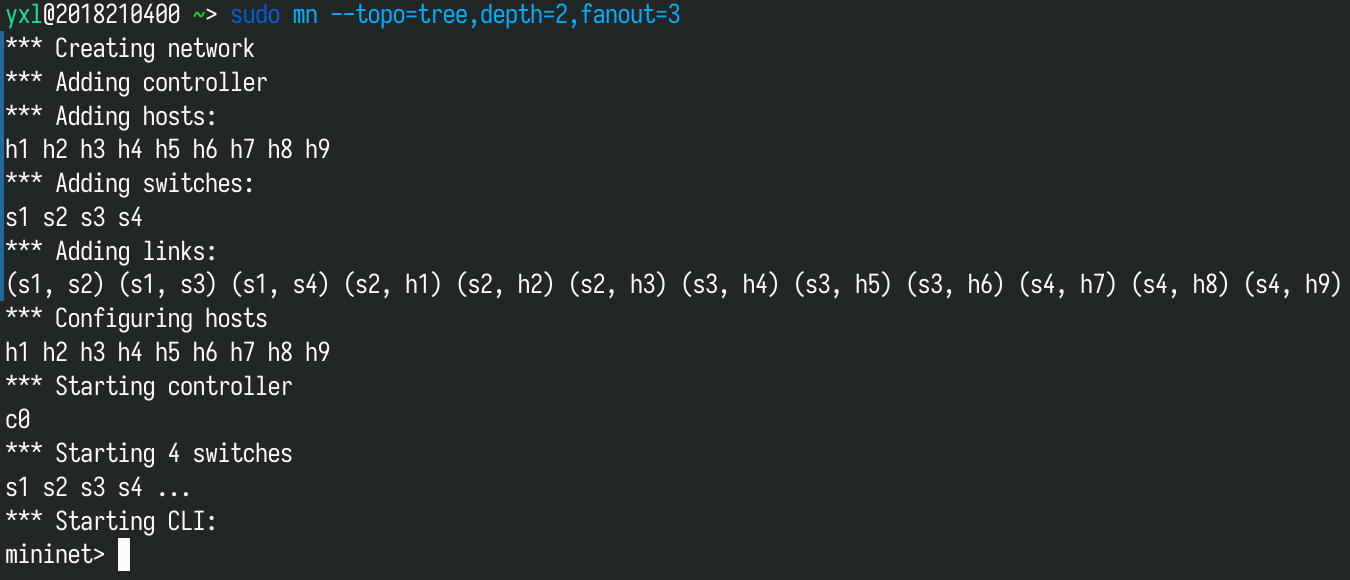 yxl@2018210400 ~> sudo mn --topo=tree,depth=2,fanout=3
*** Creating network
*** Adding controller
*** Adding hosts:
h1 h2 h3 h4 h5 h6 h7 h8 h9
*** Adding switches:
s1 s2 s3 s4
*** Adding links:
(s1, s2) (s1, s3) (s1, s4) (s2, h1) (s2, h2) (s2, h3) (s3, h4) (s3, h5) (s3, h6) (s4, h7) (s4, h8) (s4, h9)
*** Configuring hosts
h1 h2 h3 h4 h5 h6 h7 h8 h9
*** Starting controller
c0
*** Starting 4 switches
s1 s2 s3 s4 ...
*** Starting CLI:
mininet>